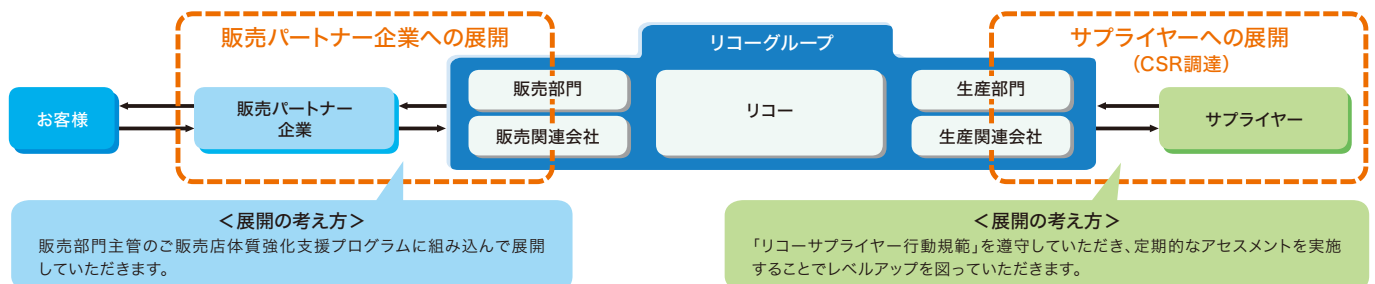 販売パートナー企業への展開
リコーグループ
サプライヤーへの展開
（CSR調達）
お客様
販売パートナー
企業
販売部門
販売関連会社
リコー
生産部門
生産関連会社
サプライヤー
＜展開の考え方＞
販売部門主管のご販売店体質強化支援プログラムに組み込んで展開
していただきます。
＜展開の考え方＞
「リコーサプライヤー行動規範」を遵守していただき、定期的なアセスメントを実施
することでレベルアップを図っていただきます。